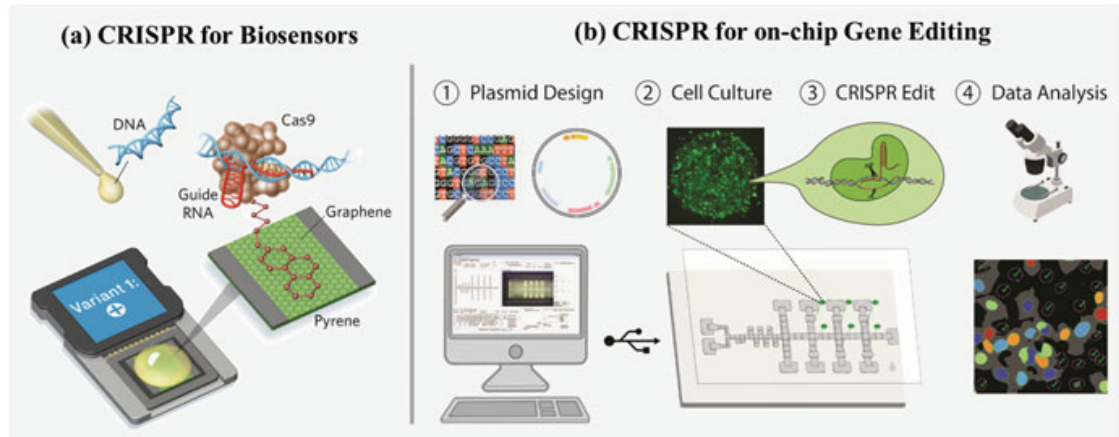 (a) CRISPR for Biosensors
DNA
Cas9
Guide
RNA
Graphene
Pyrene
Variant 1:
+
(b) CRISPR for on-chip Gene Editing
1 Plasmid Design
2 Cell Culture
3 CRISPR Edit
4 Data Analysis